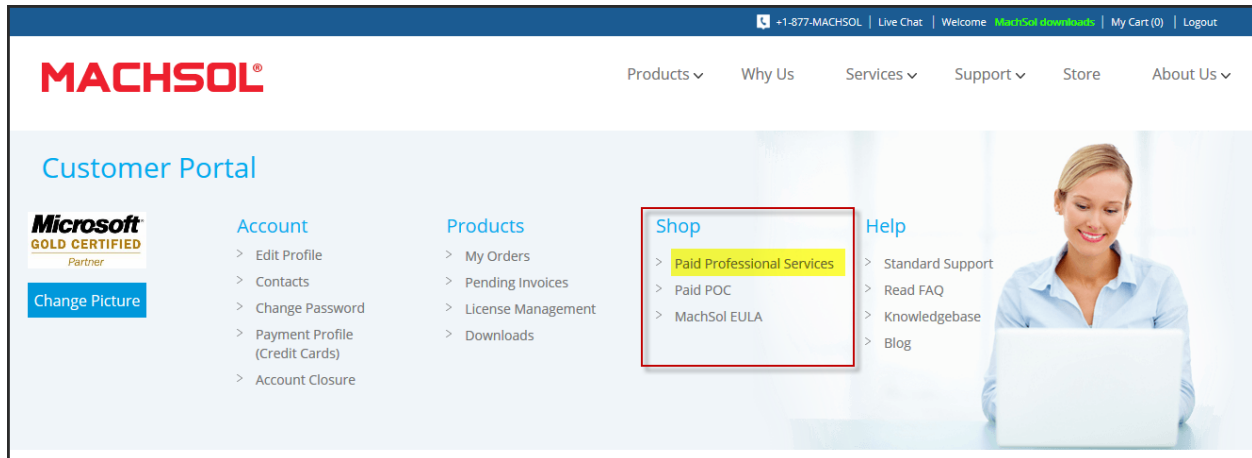 +1-877-MACHSOL | Live Chat | Welcome MachSol downloads | My Cart (0) | Logout
MACHSOL®
Products Why Us Services Support Store About Us
Customer Portal
Microsoft
GOLD CERTIFIED
Partner
Change Picture
Account
> Edit Profile
> Contacts
> Change Password
> Payment Profile
(Credit Cards)
> Account Closure
Products
> My Orders
> Pending Invoices
> License Management
> Downloads
Shop
> Paid Professional Services
> Paid POC
> MachSol EULA
Help
> Standard Support
> Read FAQ
> Knowledgebase
> Blog